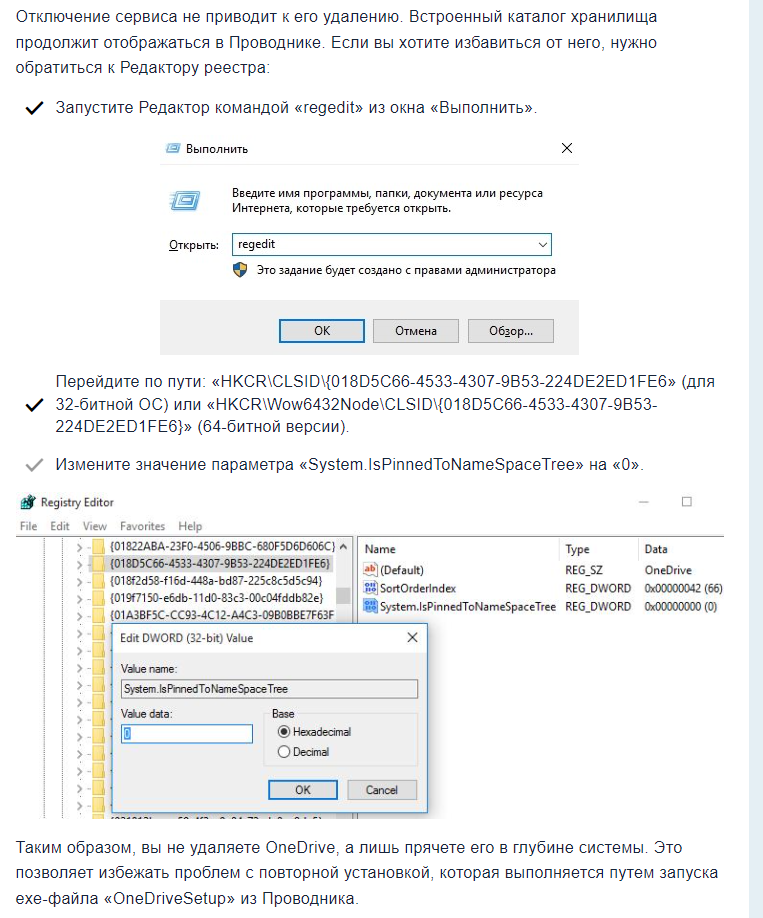 Отключение сервиса не приводит к его удалению. Встроенный каталог хранилища
продолжит отображаться в Проводнике. Если вы хотите избавиться от него, нужно
обратиться к Редактору реестра:
Запустите Редактор командой «regedit» из окна «Выполнить».
Выполнить
Введите имя программы, папки, документа или ресурса
Интернета, которые требуется открыть.
Открыть: regedit
Это задание будет создано с правами администратора
ОК Отмена Обзор...
Перейдите по пути: «HKCR\CLSID\{018D5C66-4533-4307-9B53-224DE2ED1FE6» (для
32-битной ОС) или «HKCR\Wow6432Node\CLSID\{018D5C66-4533-4307-9B53-
224DE2ED1FE6}» (64-битной версии).
Измените значение параметра «System.IsPinnedToNameSpaceTree» на «0».
Registry Editor
File Edit View Favorites Help
{01822ABA-23F0-4506-9BBC-680F5D6D606C}
{018D5C66-4533-4307-9B53-224DE2ED1FE6}
{018f2d58-f16d-448a-bd87-225c8c5d5c94}
{019f7150-e6db-11d0-83c3-00c04fddb82e}
{01A3BF5C-CC93-4C12-A4C3-09B0BBE7F63F
Name Type Data
(Default) REG_SZ OneDrive
SortOrderIndex REG_DWORD 0x00000042 (66)
System.IsPinnedToNameSpaceTree REG_DWORD 0x00000000 (0)
Edit DWORD (32-bit) Value
Value name:
System.IsPinnedToNameSpaceTree
Value data: Base
0 Hexadecimal
Decimal
OK Cancel
Таким образом, вы не удаляете OneDrive, а лишь прячете его в глубине системы. Это
позволяет избежать проблем с повторной установкой, которая выполняется путем запуска
exe-файла «OneDriveSetup» из Проводника.